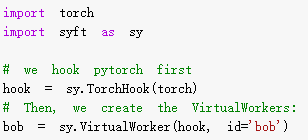 import torch
import syft as sy
# we hook pytorch first
hook = sy.TorchHook(torch)
# Then, we create the VirtualWorkers:
bob = sy.VirtualWorker(hook, id='bob')